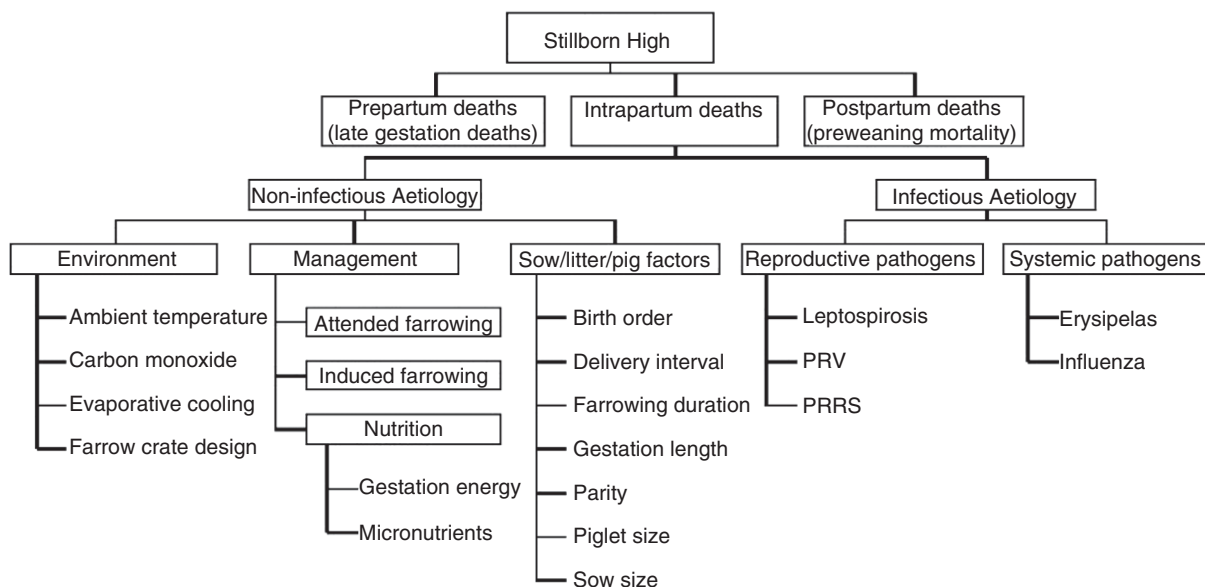 Stillborn High
Prepartum deaths
(late gestation deaths)
Intrapartum deaths
Postpartum deaths
(preweaning mortality)
Non-infectious Aetiology
Infectious Aetiology
Environment
Management
Sow/litter/pig factors
Reproductive pathogens
Systemic pathogens
Ambient temperature
Carbon monoxide
Evaporative cooling
Farrow crate design
Attended farrowing
Induced farrowing
Nutrition
Gestation energy
Micronutrients
Birth order
Delivery interval
Farrowing duration
Gestation length
Parity
Piglet size
Sow size
Leptospirosis
PRV
PRRS
Erysipelas
Influenza